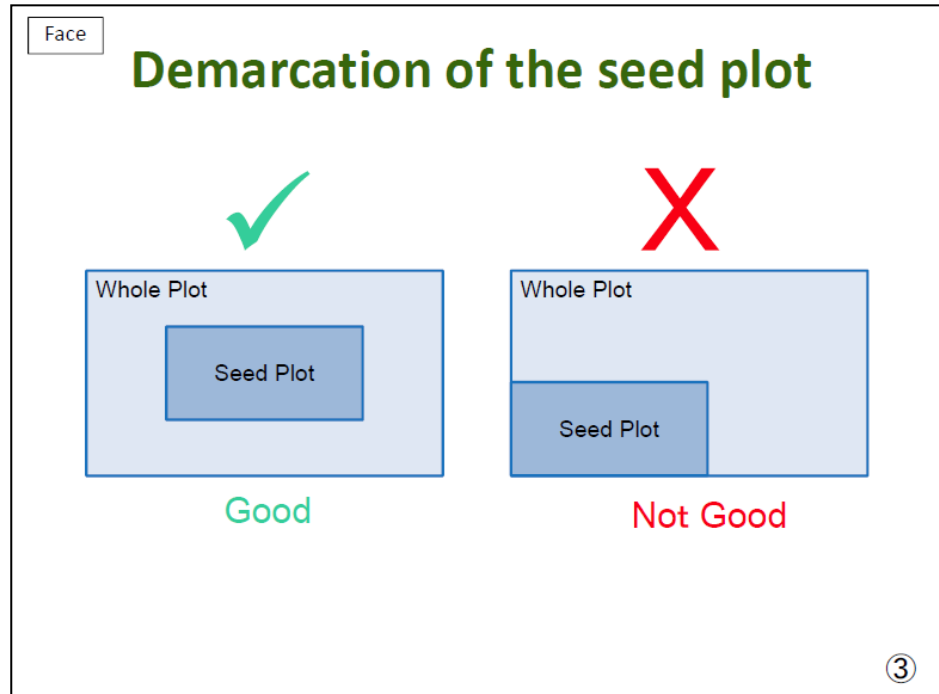 Face
Demarcation of the seed plot
✓
X
Whole Plot
Seed Plot
Good
Whole Plot
Seed Plot
Not Good
③